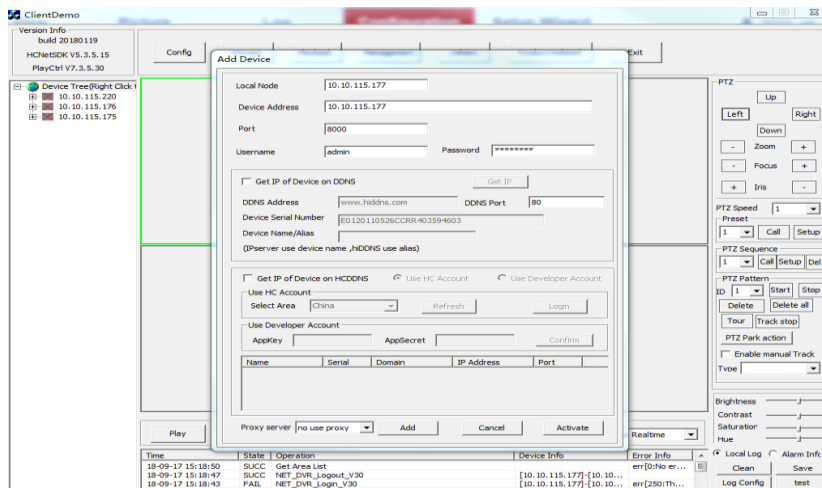 ClientDemo
Version Info
build 20180119
HCNetSDK V5.3.5.15
PlayCtrl V7.3.5.30
Config
Exit
Device Tree(Right Click t
10.10.115.220
10.10.115.176
10.10.115.175
Add Device
Local Node 10.10.115.177
Device Address 10.10.115.177
Port 8000
Username admin Password ********
Get IP of Device on DDNS Get IP
DDNS Address www.hiddns.com DDNS Port 80
Device Serial Number E0120110526CCRR403594603
Device Name/Alias
(IPserver use device name ,hiDDNS use alias)
Get IP of Device on HCDDNS Use HC Account Use Developer Account
Use HC Account
Select Area China Refresh Login
Use Developer Account
AppKey AppSecret Confirm
Name Serial Domain IP Address Port
Proxy server no use proxy Add Cancel Activate
PTZ
Up
Left Right
Down
- Zoom +
- Focus +
+ Iris -
PTZ Speed 1
Preset
1 Call Setup
PTZ Sequence
1 Call Setup Del
PTZ Pattern
ID 1 Start Stop
Delete Delete all
Tour Track stop
PTZ Park action
Enable manual Track
Type
Brightness
Contrast
Saturation
Hue
Play
Realtime
Time State Operation Device Info Error Info
18-09-17 15:18:50 SUCC Get Area List err[0:No er...
18-09-17 15:18:47 SUCC NET_DVR_Logout_V30 [10.10.115.177]-[10.10...
18-09-17 15:18:43 FAIL NET_DVR_Login_V30 [10.10.115.177]-[10.10... err[250:Th...
Local Log Alarm Info
Clean Save
Log Config test